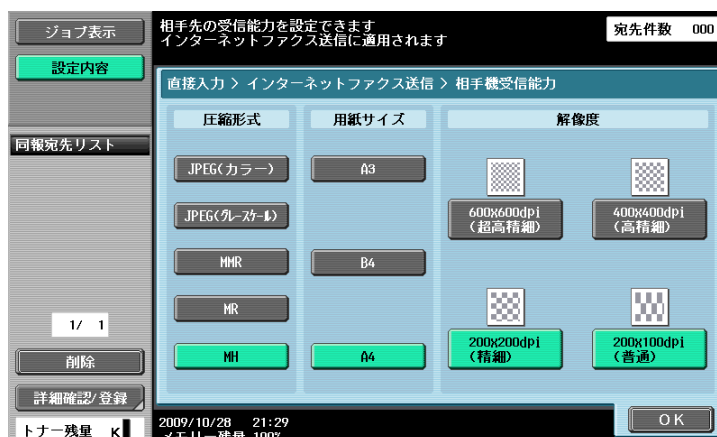 ジョブ表示
設定内容
同報宛先リスト
1/ 1
削除
詳細確認/登録
トナー残量 K
相手先の受信能力を設定できます
インターネットファクス送信に適用されます
宛先件数 000
直接入力 > インターネットファクス送信 > 相手機受信能力
圧縮形式
JPEG(カラー)
JPEG(グレースケール)
MMR
MR
MH
用紙サイズ
A3
B4
A4
解像度
600x600dpi
(超高精細)
400x400dpi
(高精細)
200x200dpi
(精細)
200x100dpi
(普通)
2009/10/28 21:29
メモリー残量 100%
OK